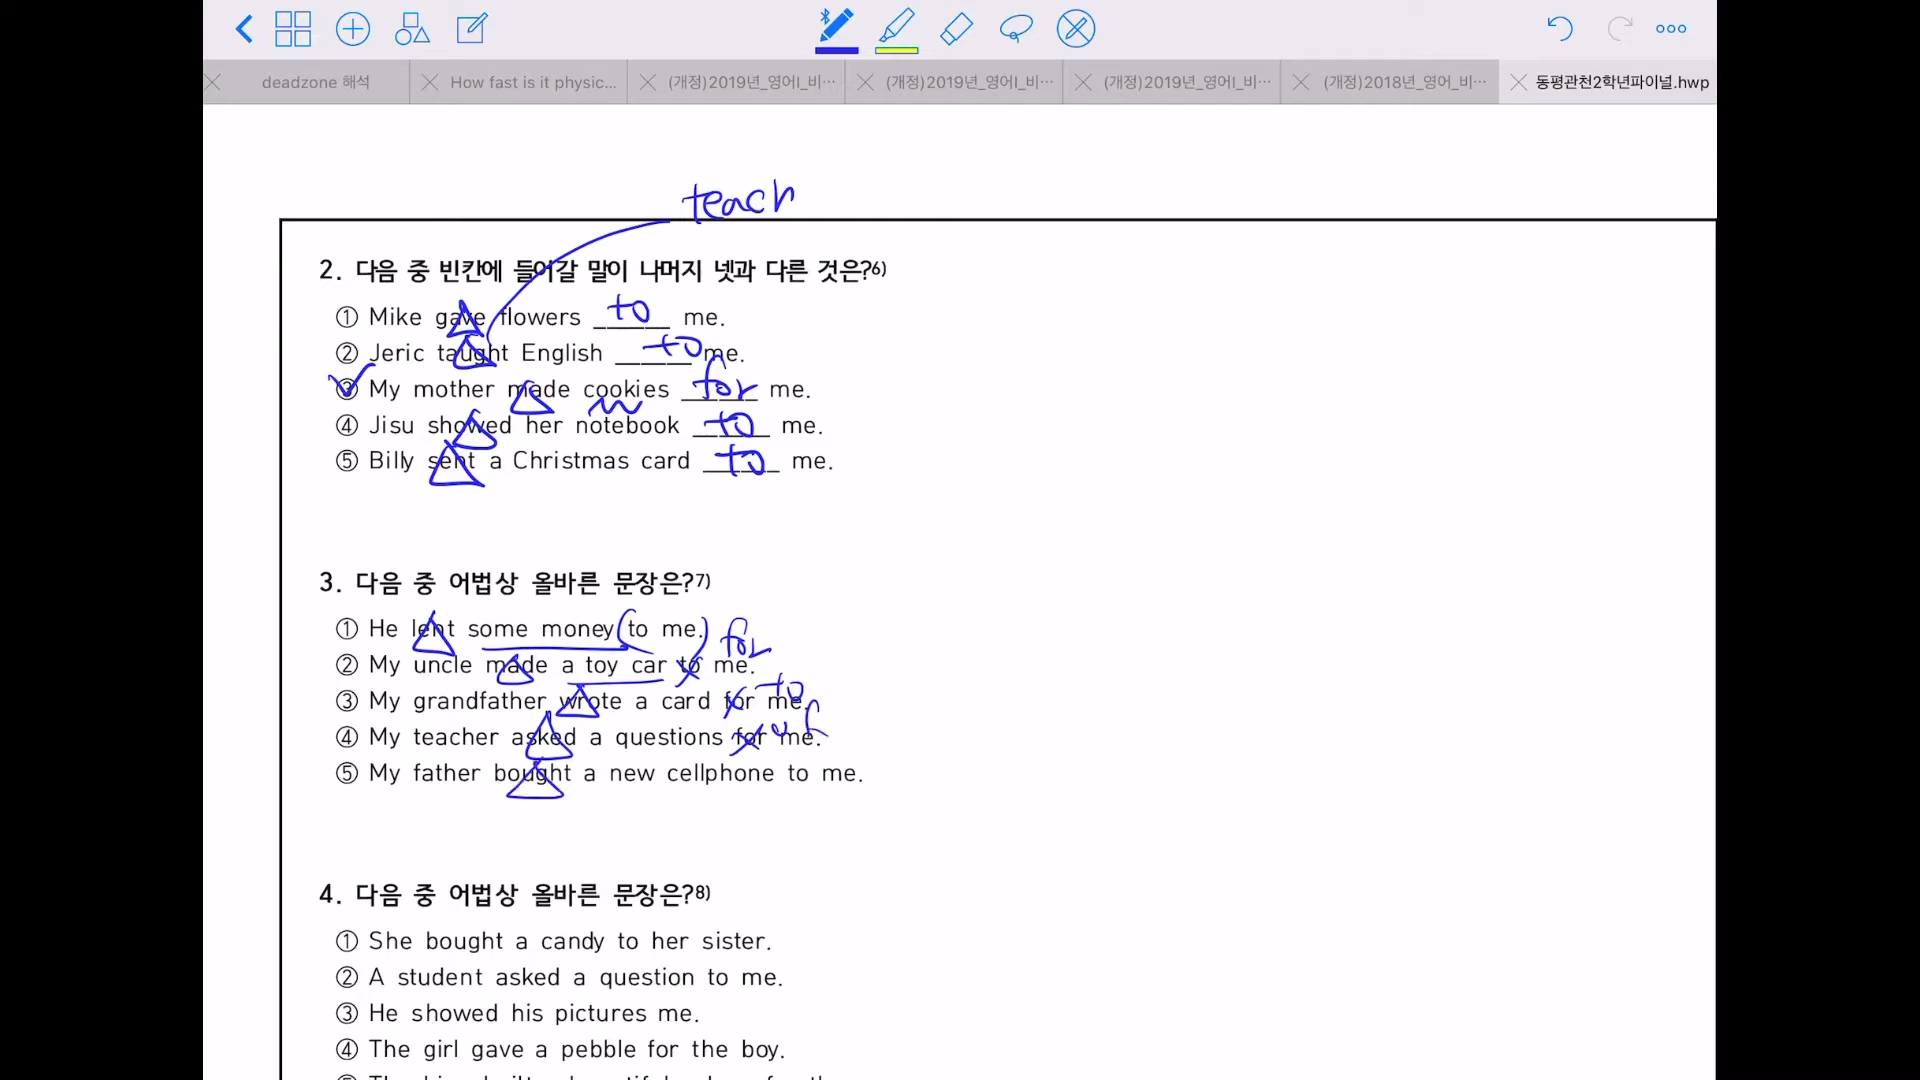 deadzone 해석
How fast is it physic...
(개정)2019년_영어I_비…
(개정)2019년_영어I_비…
(개정)2019년_영어I_비…
(개정)2018년_영어_비…
동평관천2학년파이널.hwp
teach
2. 다음 중 빈칸에 들어갈 말이 나머지 넷과 다른 것은?6)
① Mike gave flowers to me.
② Jeric taught English to me.
③ My mother made cookies for me.
④ Jisu showed her notebook to me.
⑤ Billy sent a Christmas card to me.
3. 다음 중 어법상 올바른 문장은?7)
① He lent some money (to me.)
for
② My uncle made a toy car to me.
to
③ My grandfather wrote a card for me.
of
④ My teacher asked a questions for me.
⑤ My father bought a new cellphone to me.
4. 다음 중 어법상 올바른 문장은?8)
① She bought a candy to her sister.
② A student asked a question to me.
③ He showed his pictures me.
④ The girl gave a pebble for the boy.